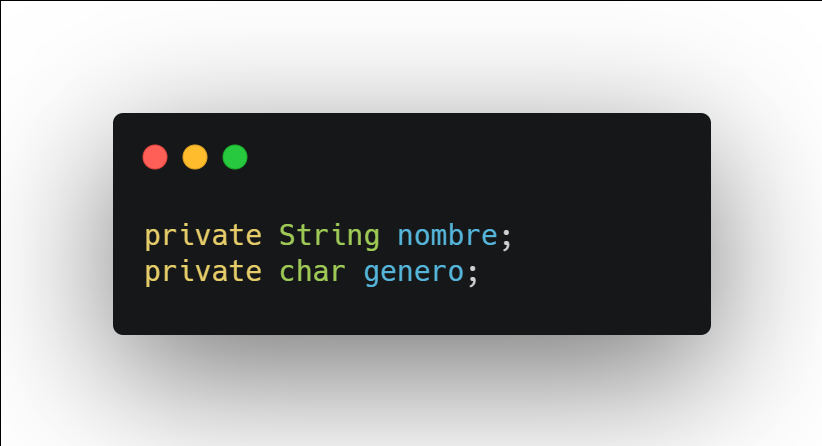 private String nombre;
private char genero;